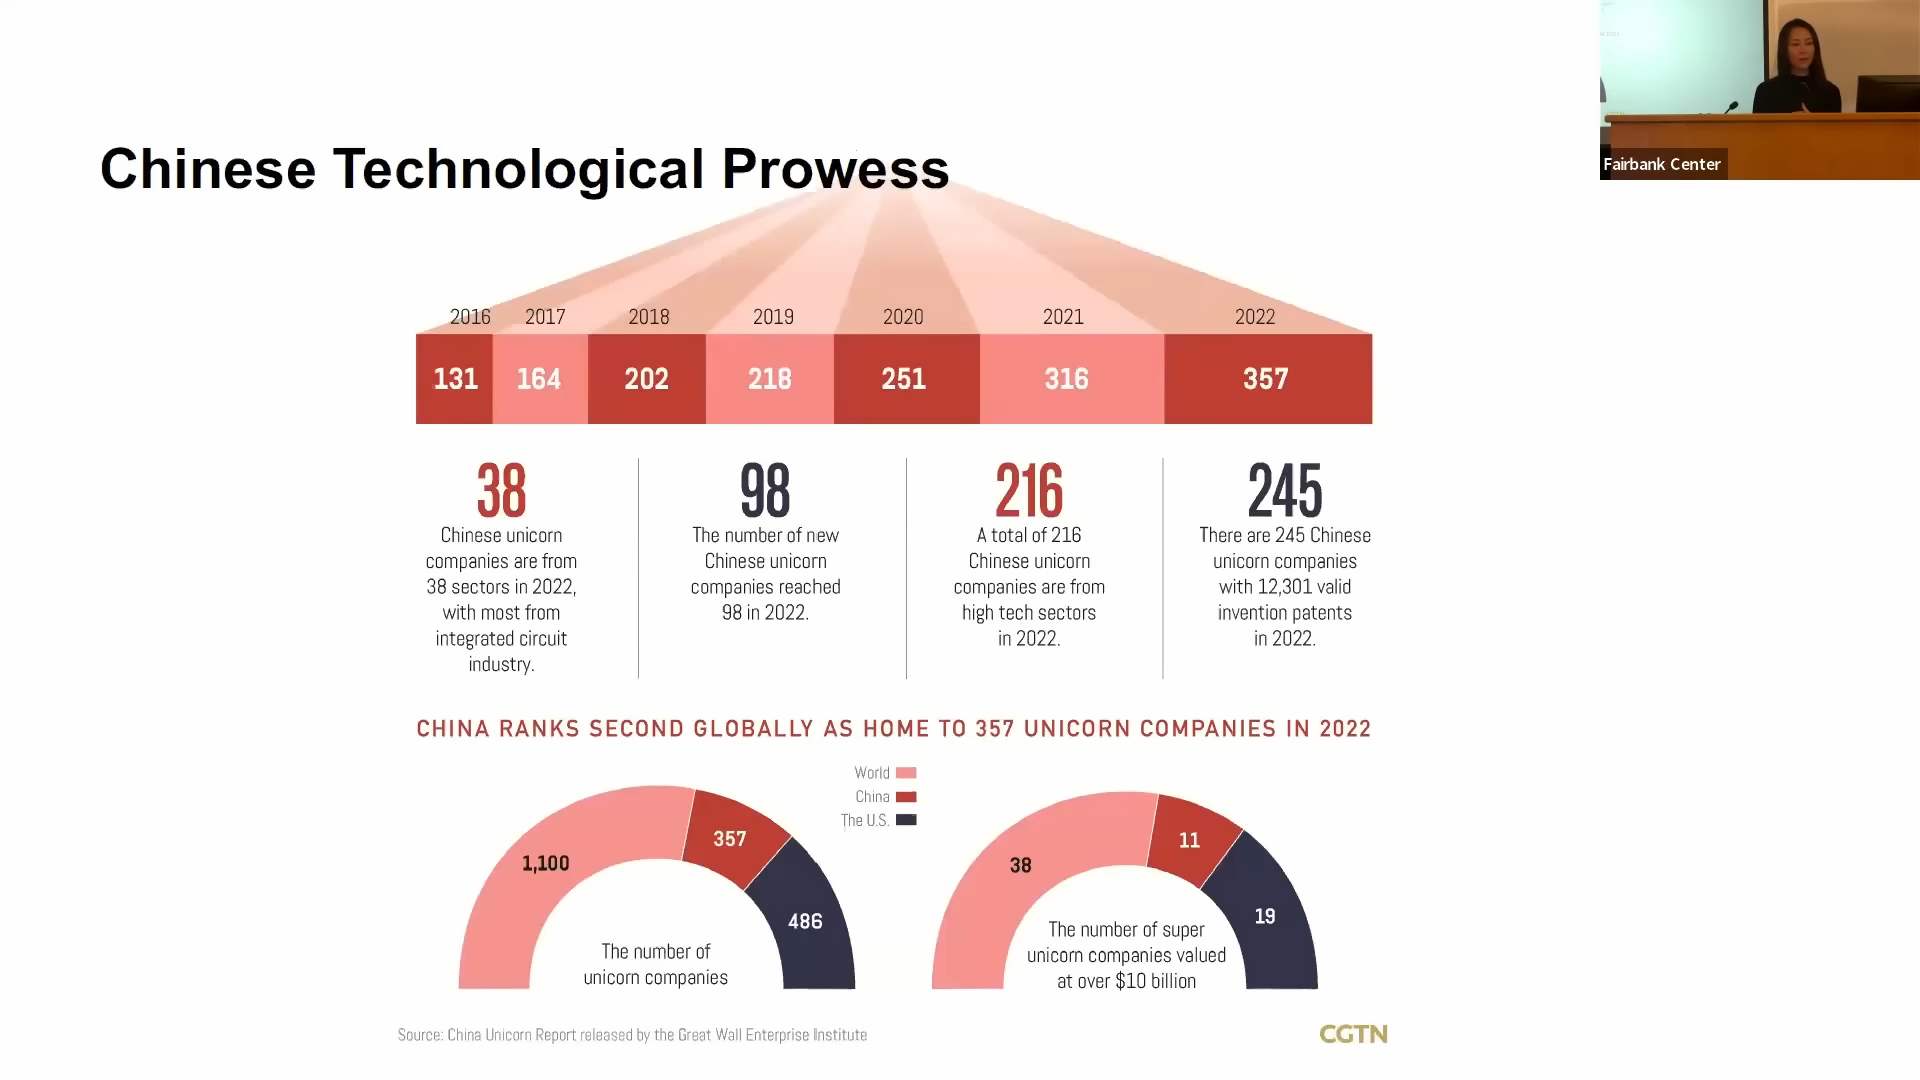 Chinese Technological Prowess
Fairbank Center
2016 2017 2018 2019 2020 2021 2022
131 164 202 218 251 316 357
38
Chinese unicorn
companies are from
38 sectors in 2022,
with most from
integrated circuit
industry.
98
The number of new
Chinese unicorn
companies reached
98 in 2022.
216
A total of 216
Chinese unicorn
companies are from
high tech sectors
in 2022.
245
There are 245 Chinese
unicorn companies
with 12,301 valid
invention patents
in 2022.
CHINA RANKS SECOND GLOBALLY AS HOME TO 357 UNICORN COMPANIES IN 2022
World
China
The U.S.
1,100
357
486
The number of
unicorn companies
38
11
19
The number of super
unicorn companies valued
at over $10 billion
Source: China Unicorn Report released by the Great Wall Enterprise Institute
CGTN